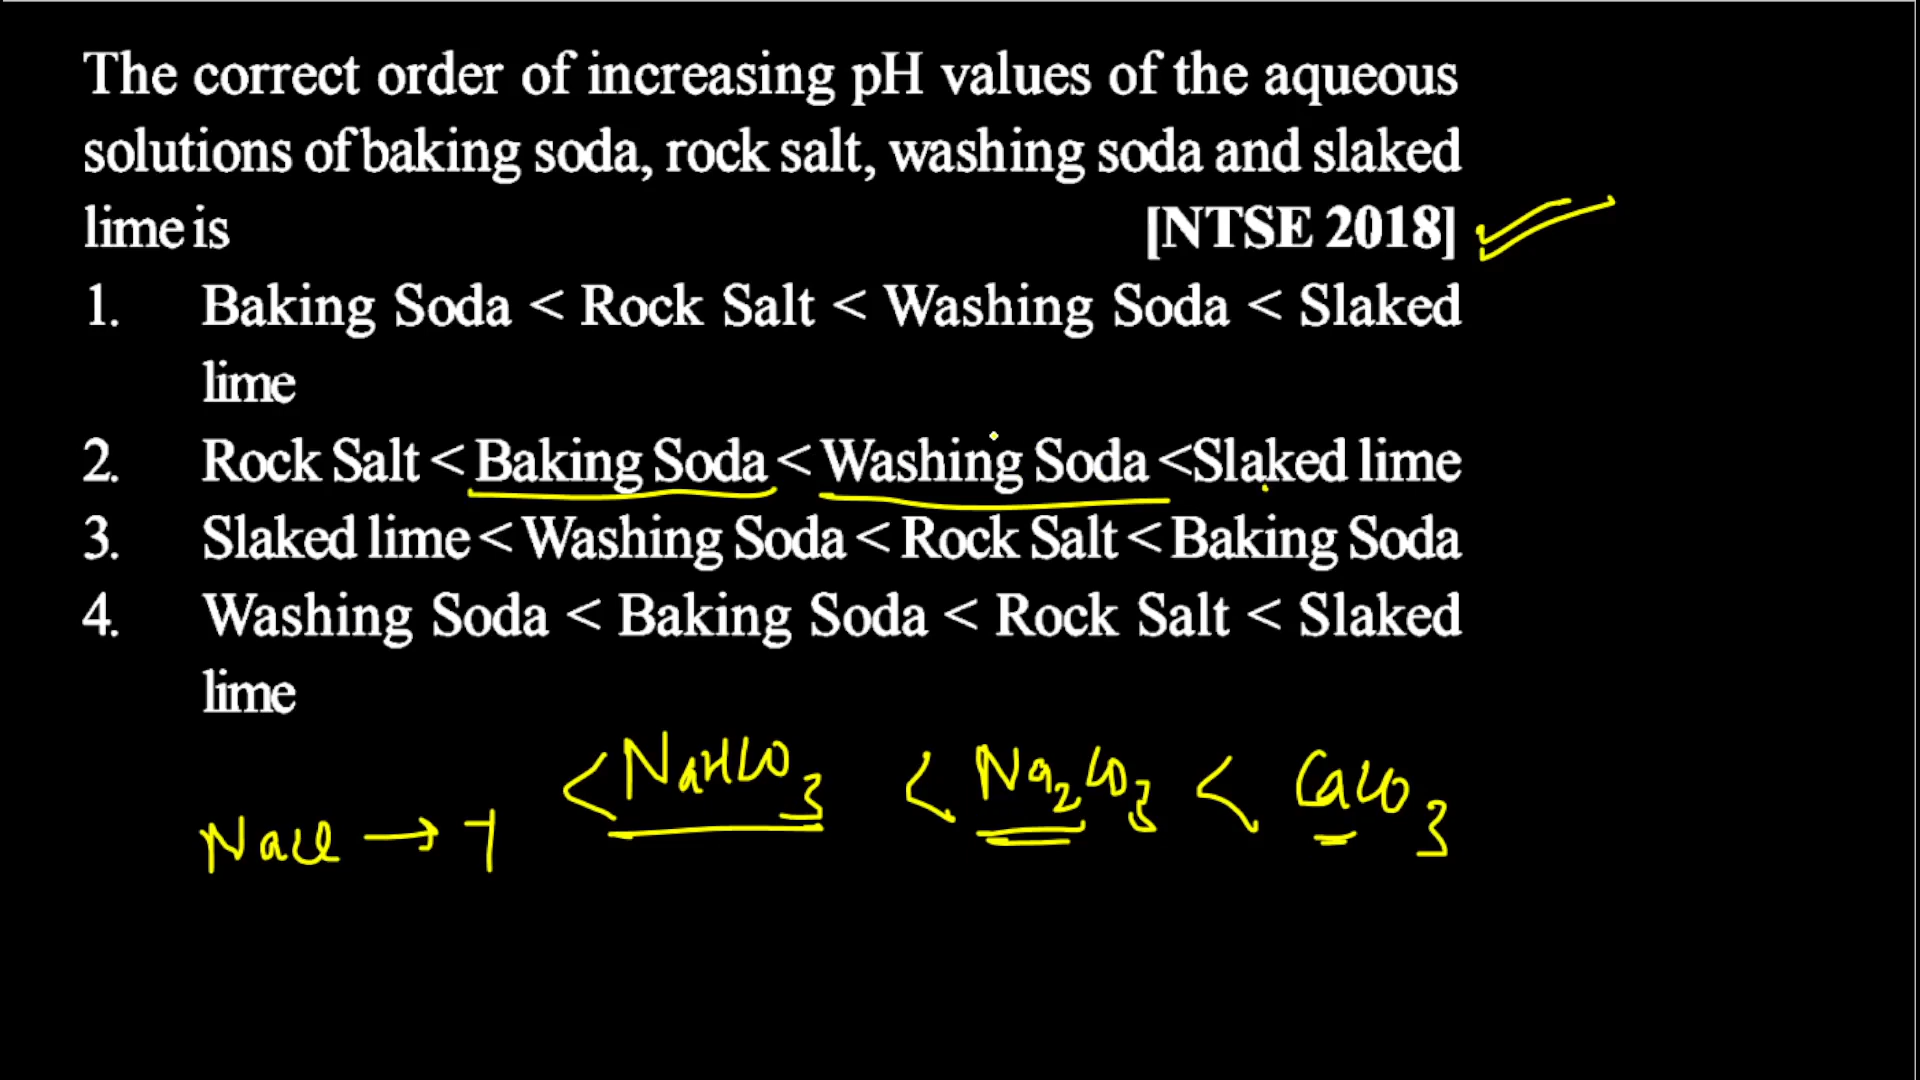 The correct order of increasing pH values of the aqueous
solutions of baking soda, rock salt, washing soda and slaked
lime is [NTSE 2018]
1. Baking Soda < Rock Salt < Washing Soda < Slaked
lime
2. Rock Salt < Baking Soda < Washing Soda <Slaked lime
3. Slaked lime < Washing Soda < Rock Salt < Baking Soda
4. Washing Soda < Baking Soda < Rock Salt < Slaked
lime
NaCl → 7 < NaHCO3 < Na2CO3 < CaCO3